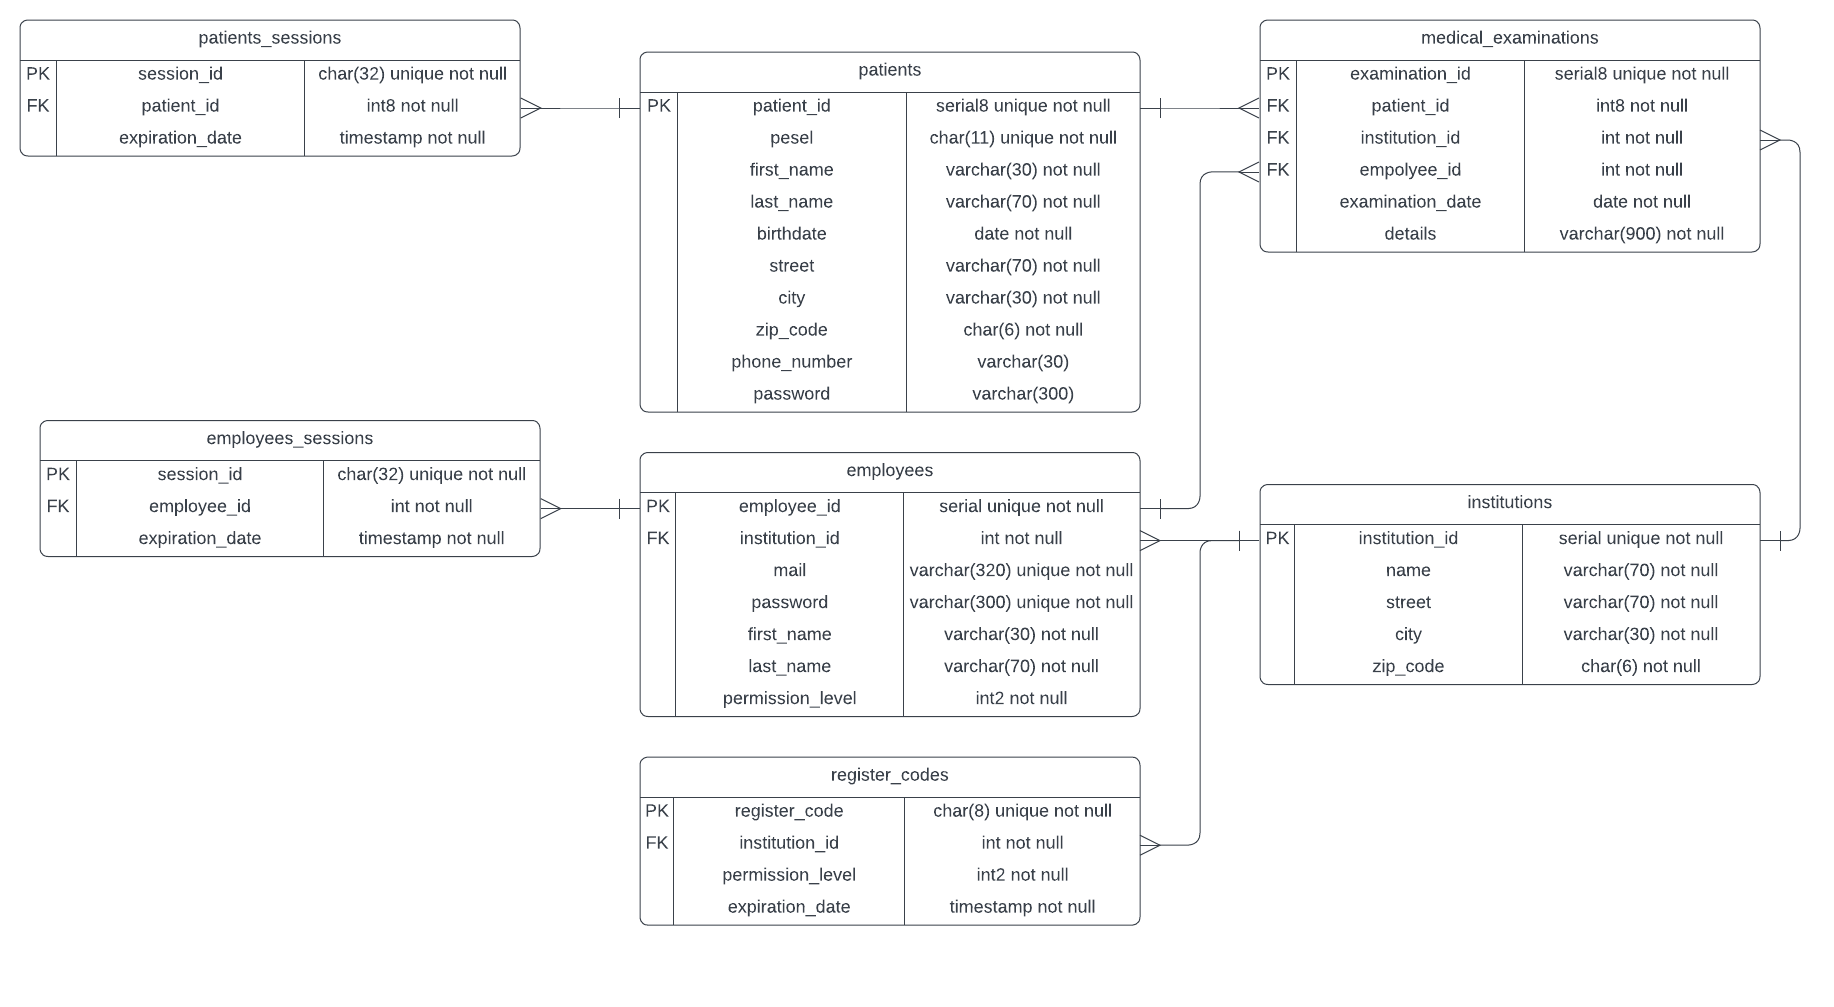 patients_sessions
PK session_id char(32) unique not null
FK patient_id int8 not null
expiration_date timestamp not null
patients
PK patient_id serial8 unique not null
pesel char(11) unique not null
first_name varchar(30) not null
last_name varchar(70) not null
birthdate date not null
street varchar(70) not null
city varchar(30) not null
zip_code char(6) not null
phone_number varchar(30)
password varchar(300)
medical_examinations
PK examination_id serial8 unique not null
FK patient_id int8 not null
FK institution_id int not null
FK empolyee_id int not null
examination_date date not null
details varchar(900) not null
employees_sessions
PK session_id char(32) unique not null
FK employee_id int not null
expiration_date timestamp not null
employees
PK employee_id serial unique not null
FK institution_id int not null
mail varchar(320) unique not null
password varchar(300) unique not null
first_name varchar(30) not null
last_name varchar(70) not null
permission_level int2 not null
institutions
PK institution_id serial unique not null
name varchar(70) not null
street varchar(70) not null
city varchar(30) not null
zip_code char(6) not null
register_codes
PK register_code char(8) unique not null
FK institution_id int not null
permission_level int2 not null
expiration_date timestamp not null